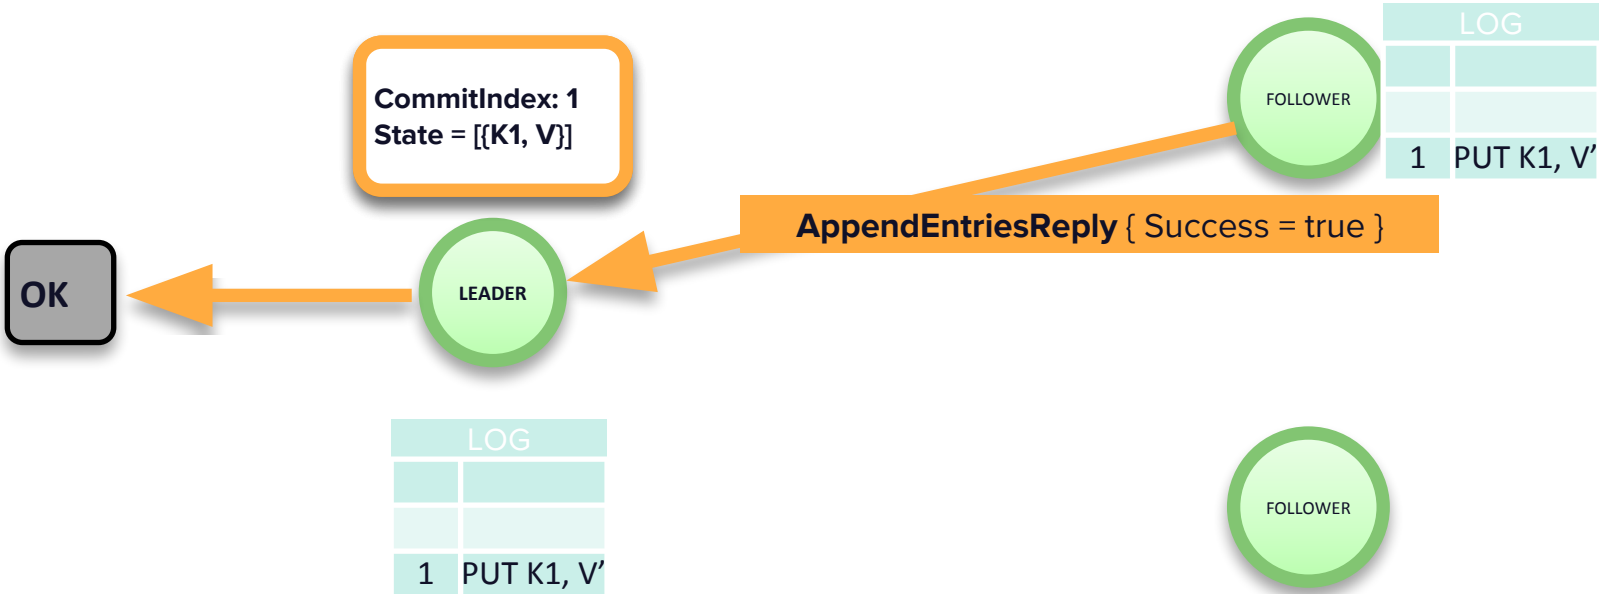 LOG
FOLLOWER
1 PUT K1, V’
CommitIndex: 1
State = [{K1, V}]
AppendEntriesReply { Success = true }
OK
LEADER
LOG
1 PUT K1, V’
FOLLOWER